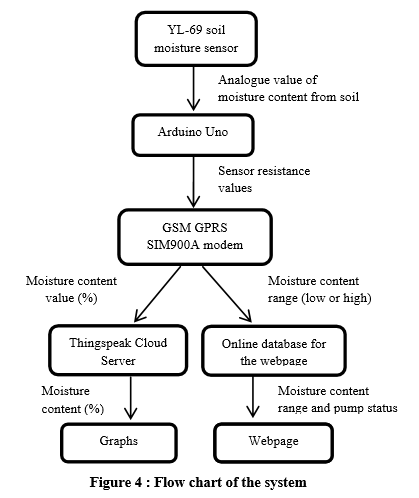 YL-69 soil
moisture sensor
Analogue value of
moisture content from soil
Arduino Uno
Sensor resistance
values
GSM GPRS
SIM900A modem
Moisture content
value (%)
Moisture content
range (low or high)
Thingspeak Cloud
Server
Online database for
the webpage
Moisture
content (%)
Moisture content
range and pump status
Graphs
Webpage
Figure 4 : Flow chart of the system